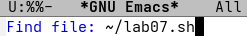 U:%%-  *GNU Emacs*   All
Find file: ~/lab07.sh